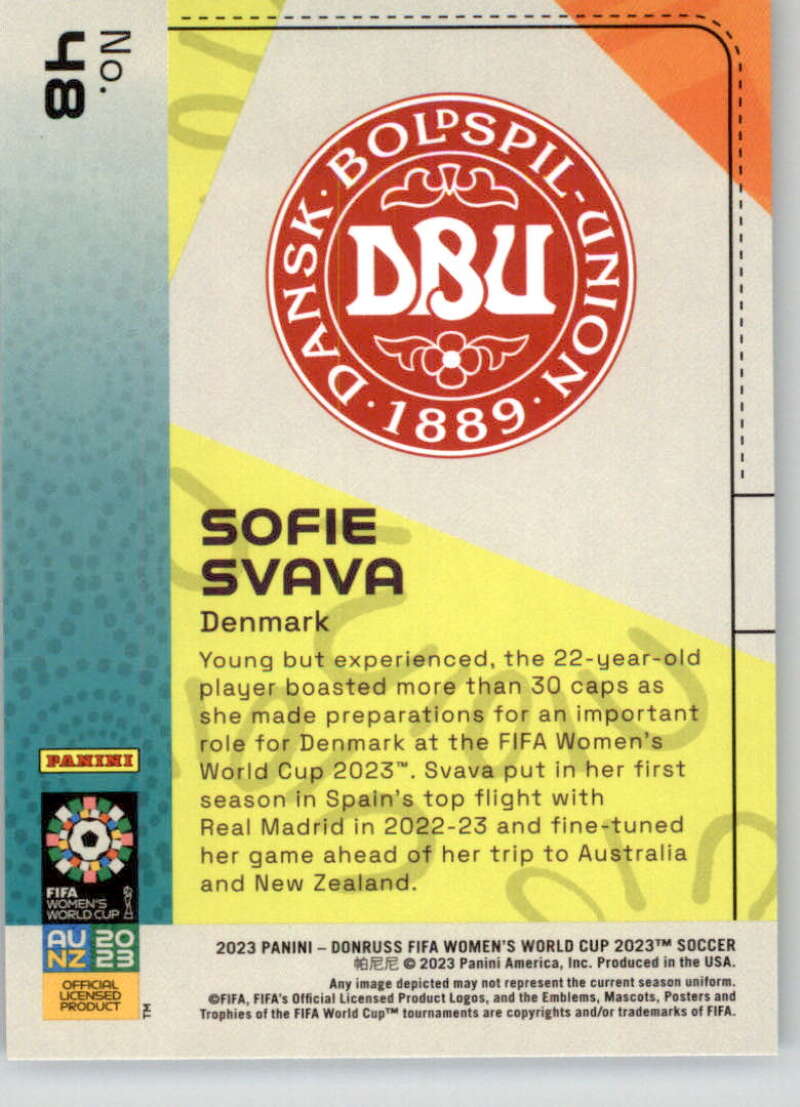 No.
48
DANSK · BOLDSPIL-UNION · 1889 ·
DBU
SOFIE
SVAVA
Denmark
Young but experienced, the 22-year-old
player boasted more than 30 caps as
she made preparations for an important
role for Denmark at the FIFA Women's
World Cup 2023™. Svava put in her first
season in Spain's top flight with
Real Madrid in 2022-23 and fine-tuned
her game ahead of her trip to Australia
and New Zealand.
PANINI
FIFA
WOMEN'S
WORLD CUP
AU 20
NZ 23
OFFICIAL
LICENSED
PRODUCT
TM
2023 PANINI – DONRUSS FIFA WOMEN'S WORLD CUP 2023™ SOCCER
帕尼尼 © 2023 Panini America, Inc. Produced in the USA.
Any image depicted may not represent the current season uniform.
©FIFA, FIFA's Official Licensed Product Logos, and the Emblems, Mascots, Posters and
Trophies of the FIFA World Cup™ tournaments are copyrights and/or trademarks of FIFA.